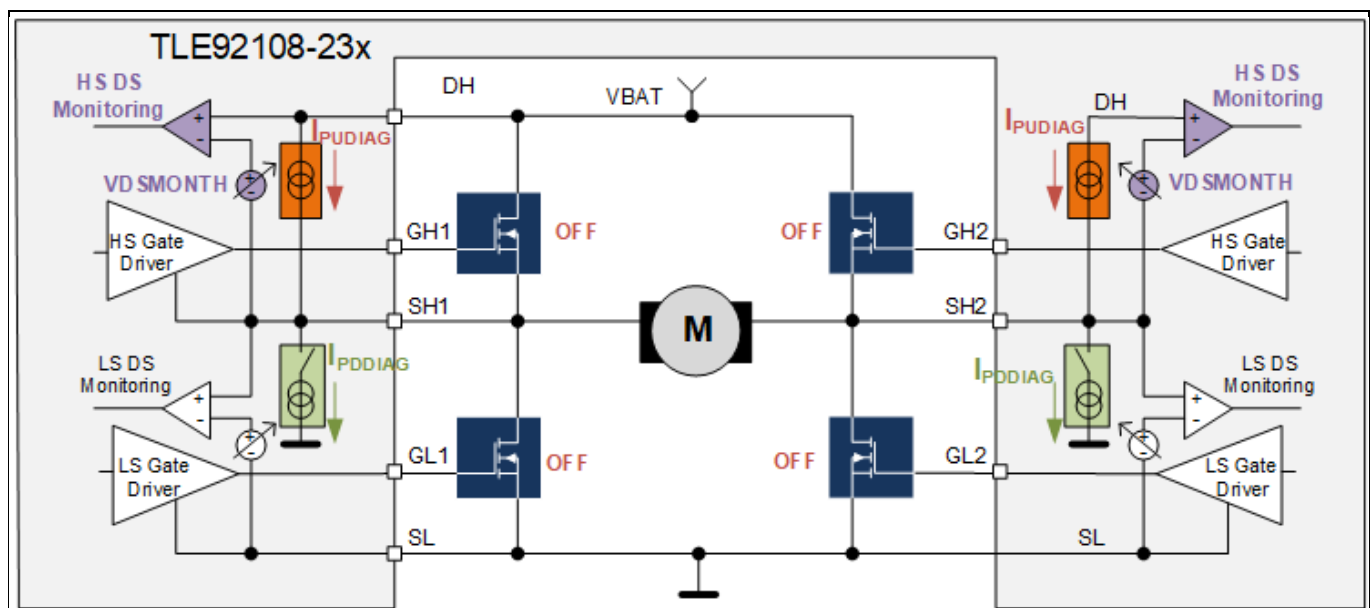 TLE92108-23x
HS DS
Monitoring
DH
VBAT
DH
HS DS
Monitoring
+
-
IPUDIAG
IPUDIAG
+
-
+
-
VDSMONTH
+
-
VDSMONTH
HS Gate
Driver
GH1
OFF
OFF
GH2
HS Gate
Driver
SH1
M
SH2
LS DS
Monitoring
+
-
IPDDIAG
IPDDIAG
+
-
LS DS
Monitoring
+
-
+
-
LS Gate
Driver
GL1
OFF
OFF
GL2
LS Gate
Driver
SL
SL